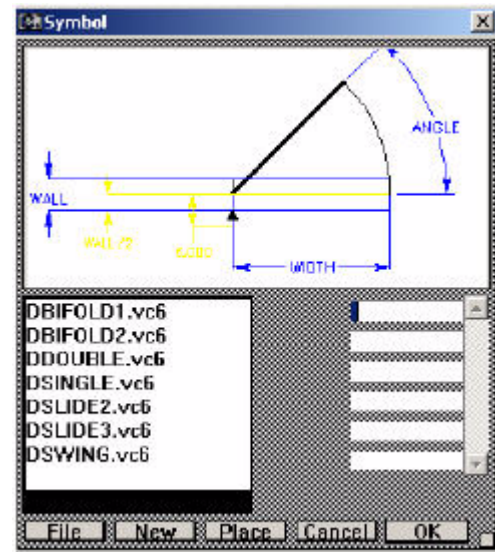 Symbol
ANGLE
WALL
WALL/2
WIDTH
DBIFOLD1.vc6
DBIFOLD2.vc6
DDOUBLE.vc6
DSINGLE.vc6
DSLIDE2.vc6
DSLIDE3.vc6
DSWING.vc6
File New Place Cancel OK